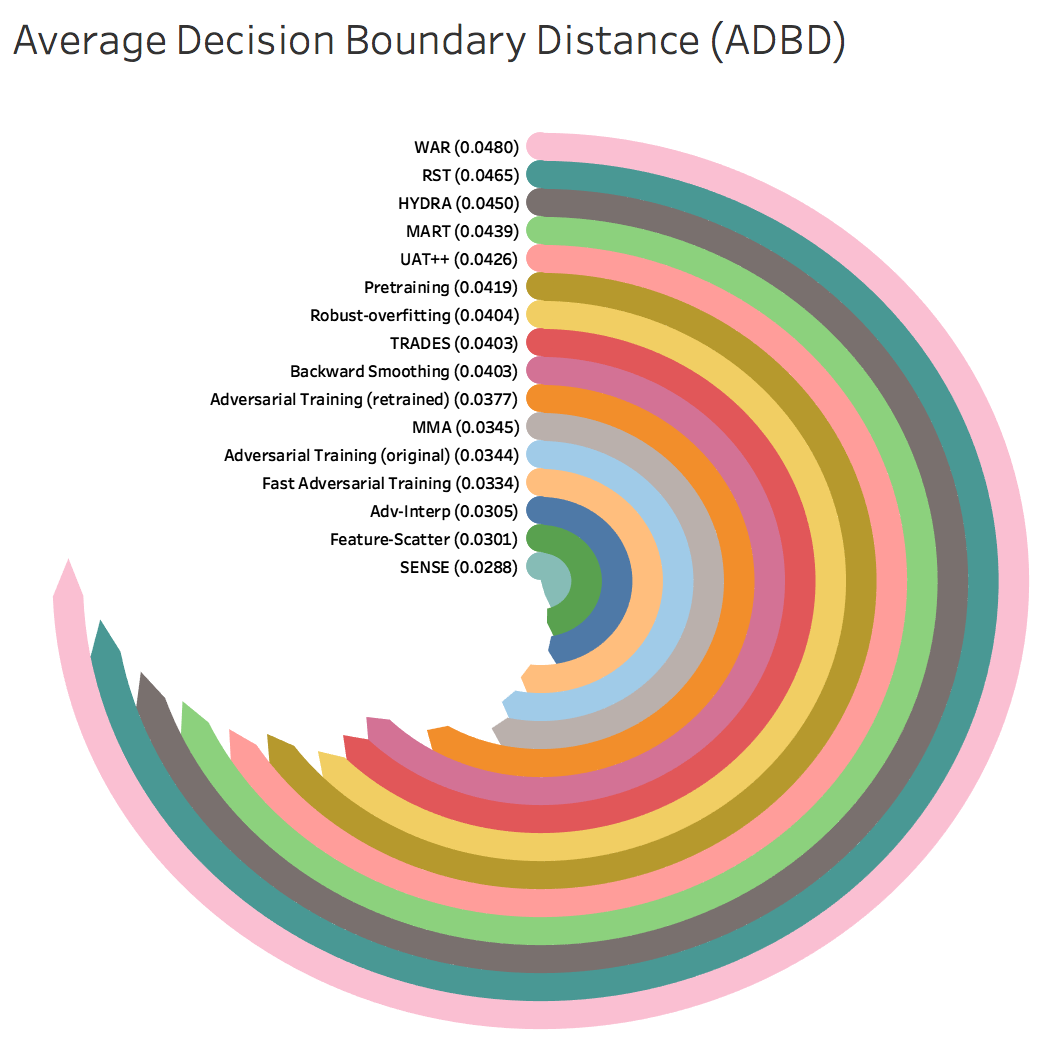 Average Decision Boundary Distance (ADBD)
WAR (0.0480)
RST (0.0465)
HYDRA (0.0450)
MART (0.0439)
UAT++ (0.0426)
Pretraining (0.0419)
Robust-overfitting (0.0404)
TRADES (0.0403)
Backward Smoothing (0.0403)
Adversarial Training (retrained) (0.0377)
MMA (0.0345)
Adversarial Training (original) (0.0344)
Fast Adversarial Training (0.0334)
Adv-Interp (0.0305)
Feature-Scatter (0.0301)
SENSE (0.0288)